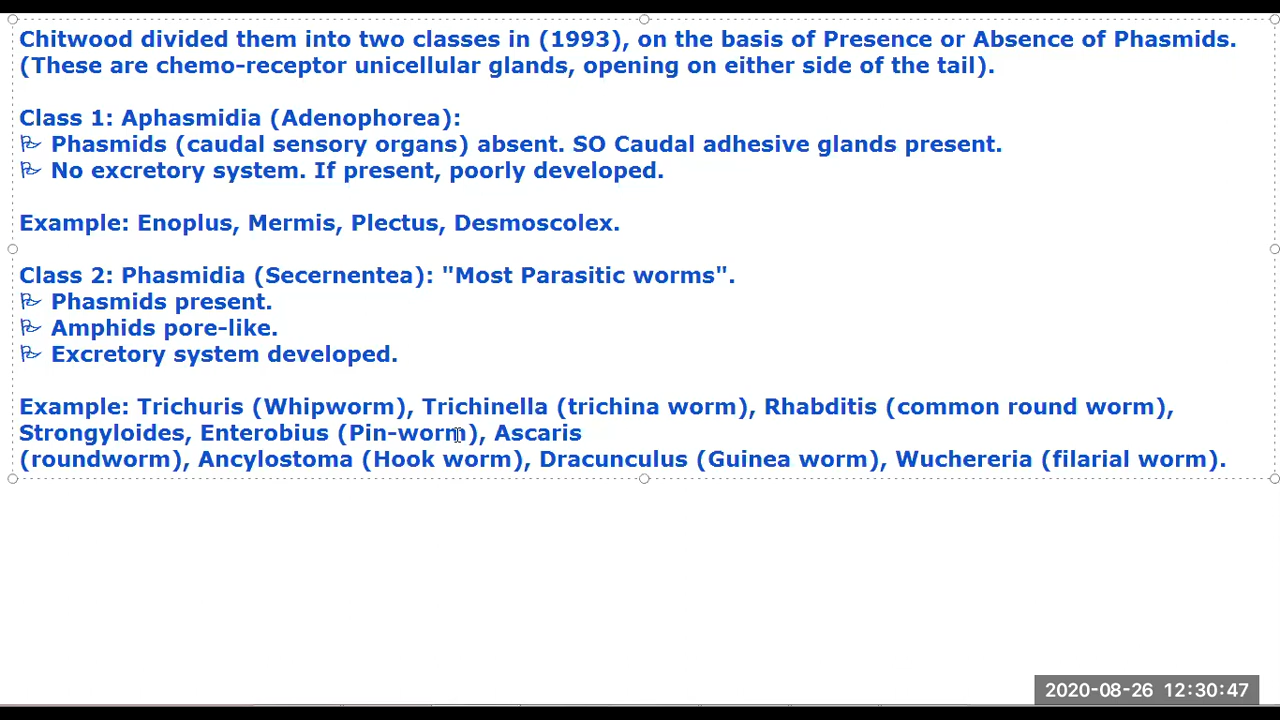 Chitwood divided them into two classes in (1993), on the basis of Presence or Absence of Phasmids.
(These are chemo-receptor unicellular glands, opening on either side of the tail).
Class 1: Aphasmidia (Adenophorea):
Phasmids (caudal sensory organs) absent. SO Caudal adhesive glands present.
No excretory system. If present, poorly developed.
Example: Enoplus, Mermis, Plectus, Desmoscolex.
Class 2: Phasmidia (Secernentea): "Most Parasitic worms".
Phasmids present.
Amphids pore-like.
Excretory system developed.
Example: Trichuris (Whipworm), Trichinella (trichina worm), Rhabditis (common round worm),
Strongyloides, Enterobius (Pin-worm), Ascaris
(roundworm), Ancylostoma (Hook worm), Dracunculus (Guinea worm), Wuchereria (filarial worm).
2020-08-26 12:30:47